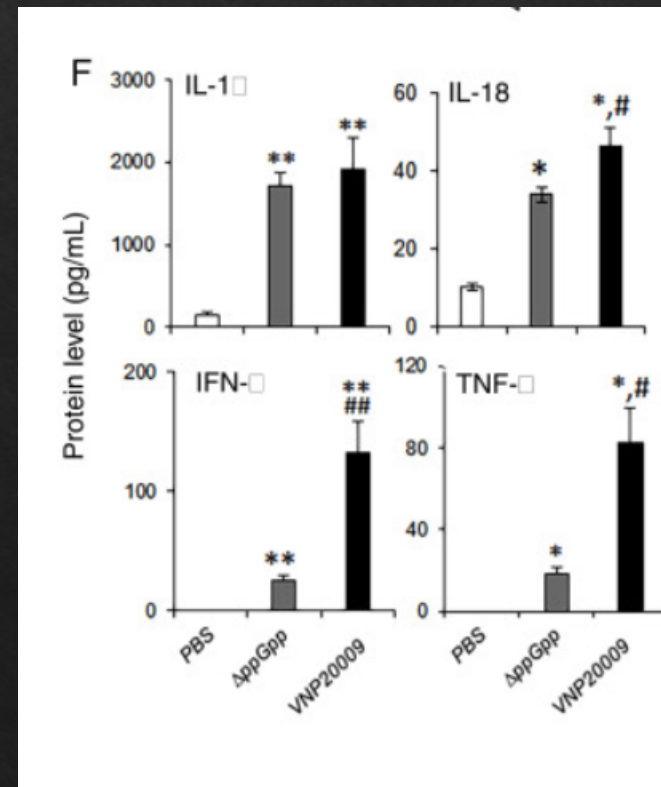 F
Protein level (pg/mL)
IL-1□
3000
2000
1000
0
**
**
IL-18
60
40
20
0
*
*,#
IFN-□
200
100
0
**
**
##
TNF-□
120
80
40
0
*
*,#
PBS
ΔppGpp
VNP20009
PBS
ΔppGpp
VNP20009